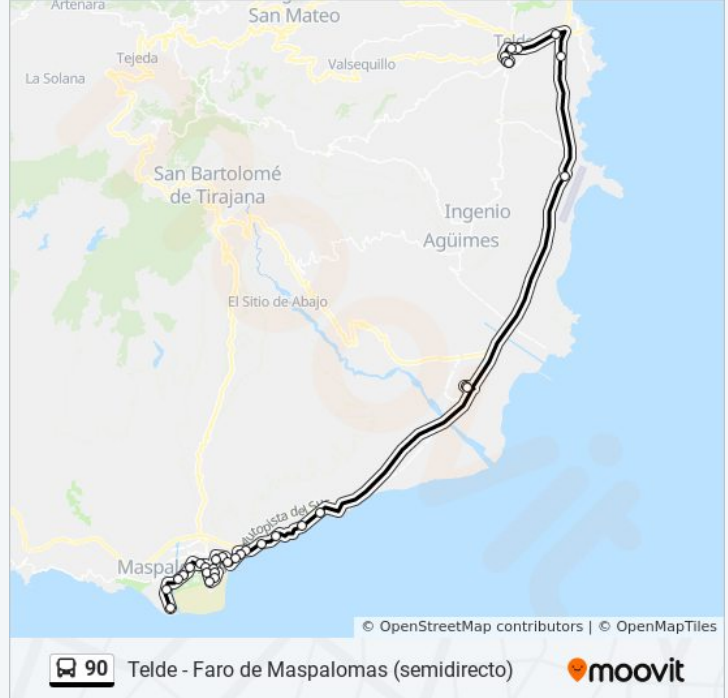 Artenara
San Mateo
Tejeda
Valsequillo
La Solana
San Bartolomé
de Tirajana
Ingenio
Agüimes
El Sitio de Abajo
Autopista del Su
Maspal
© OpenStreetMap contributors | © OpenMapTiles
90 Telde - Faro de Maspalomas (semidirecto)
moovit